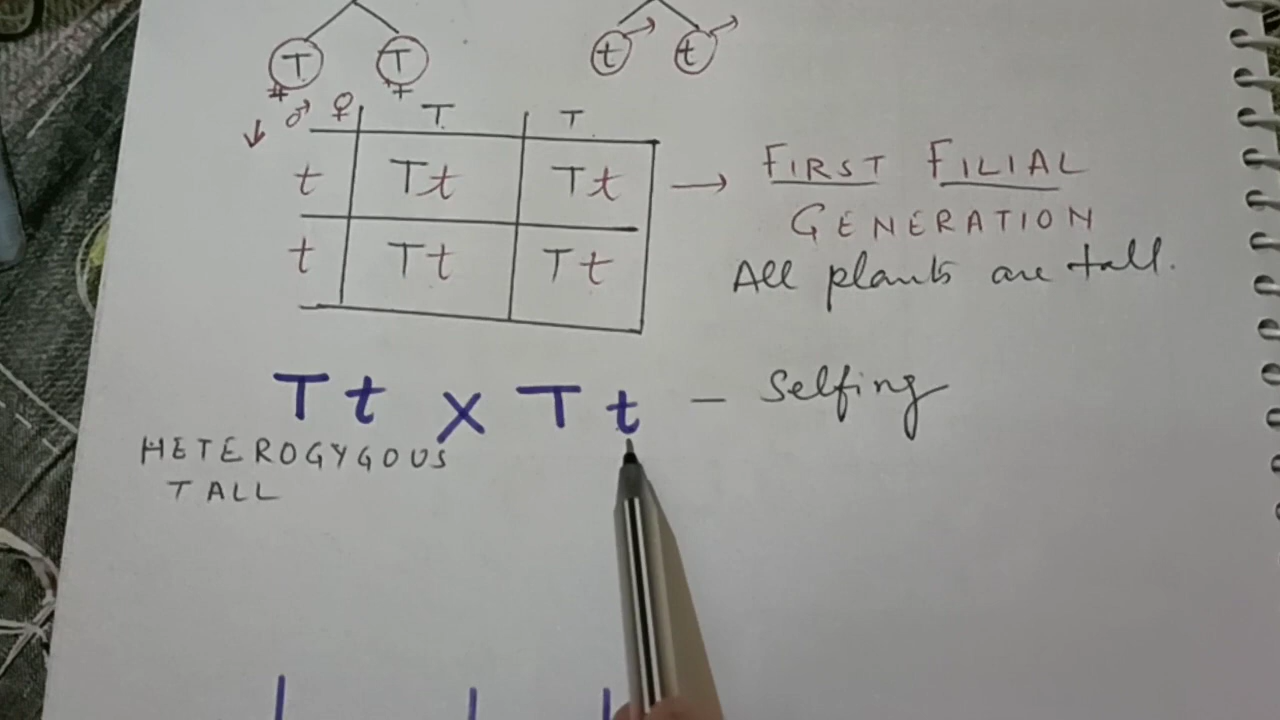 T T t t
♂ ♀ T T
t Tt Tt → FIRST FILIAL
GENERATION
t Tt Tt All plants are tall.
Tt X Tt – Selfing
HETEROGYGOUS
TALL